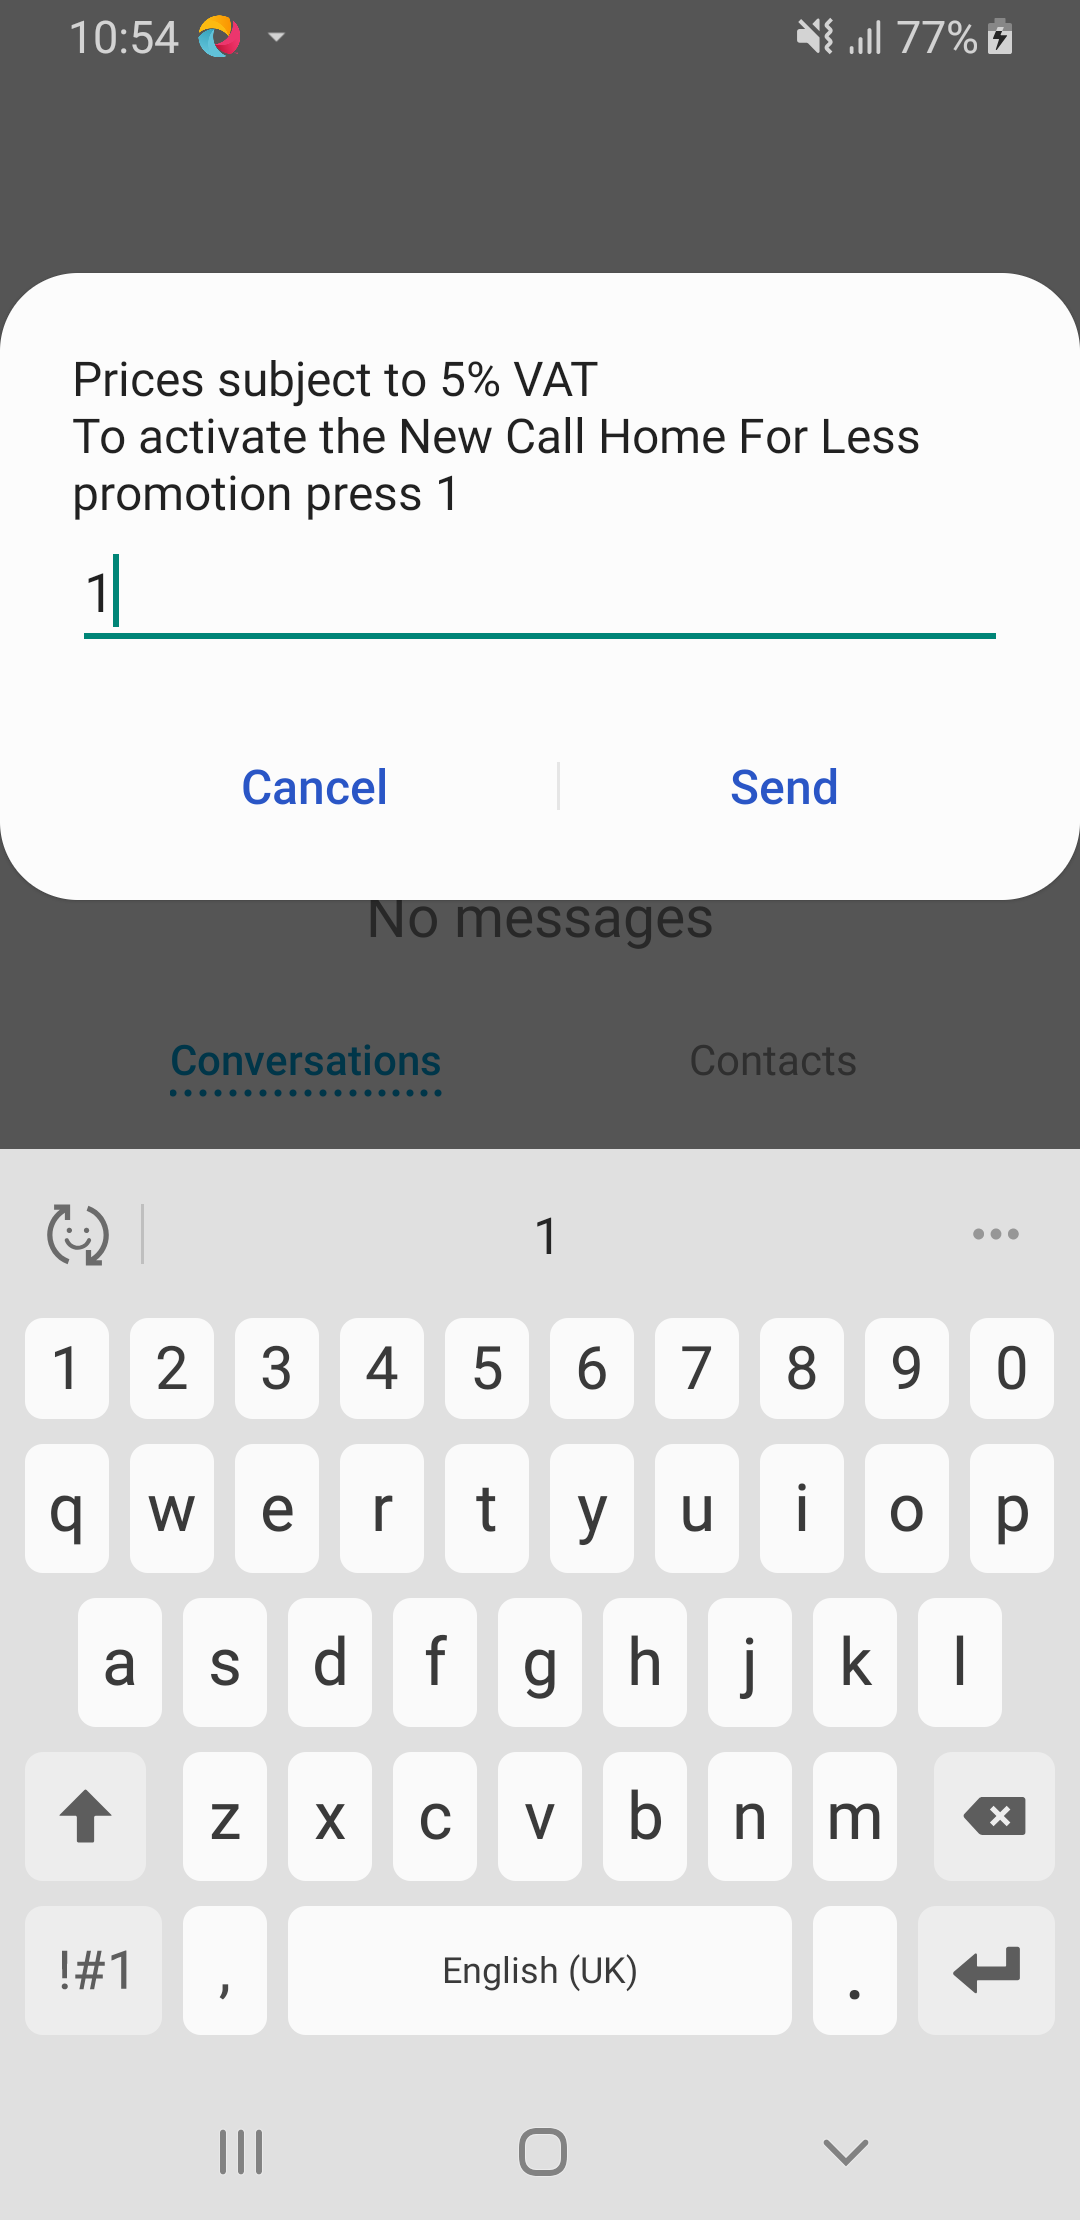 10:54
77%
Prices subject to 5% VAT
To activate the New Call Home For Less
promotion press 1
1
Cancel
Send
No messages
Conversations
Contacts
1
1 2 3 4 5 6 7 8 9 0
q w e r t y u i o p
a s d f g h j k l
z x c v b n m
!#1 , English (UK) .